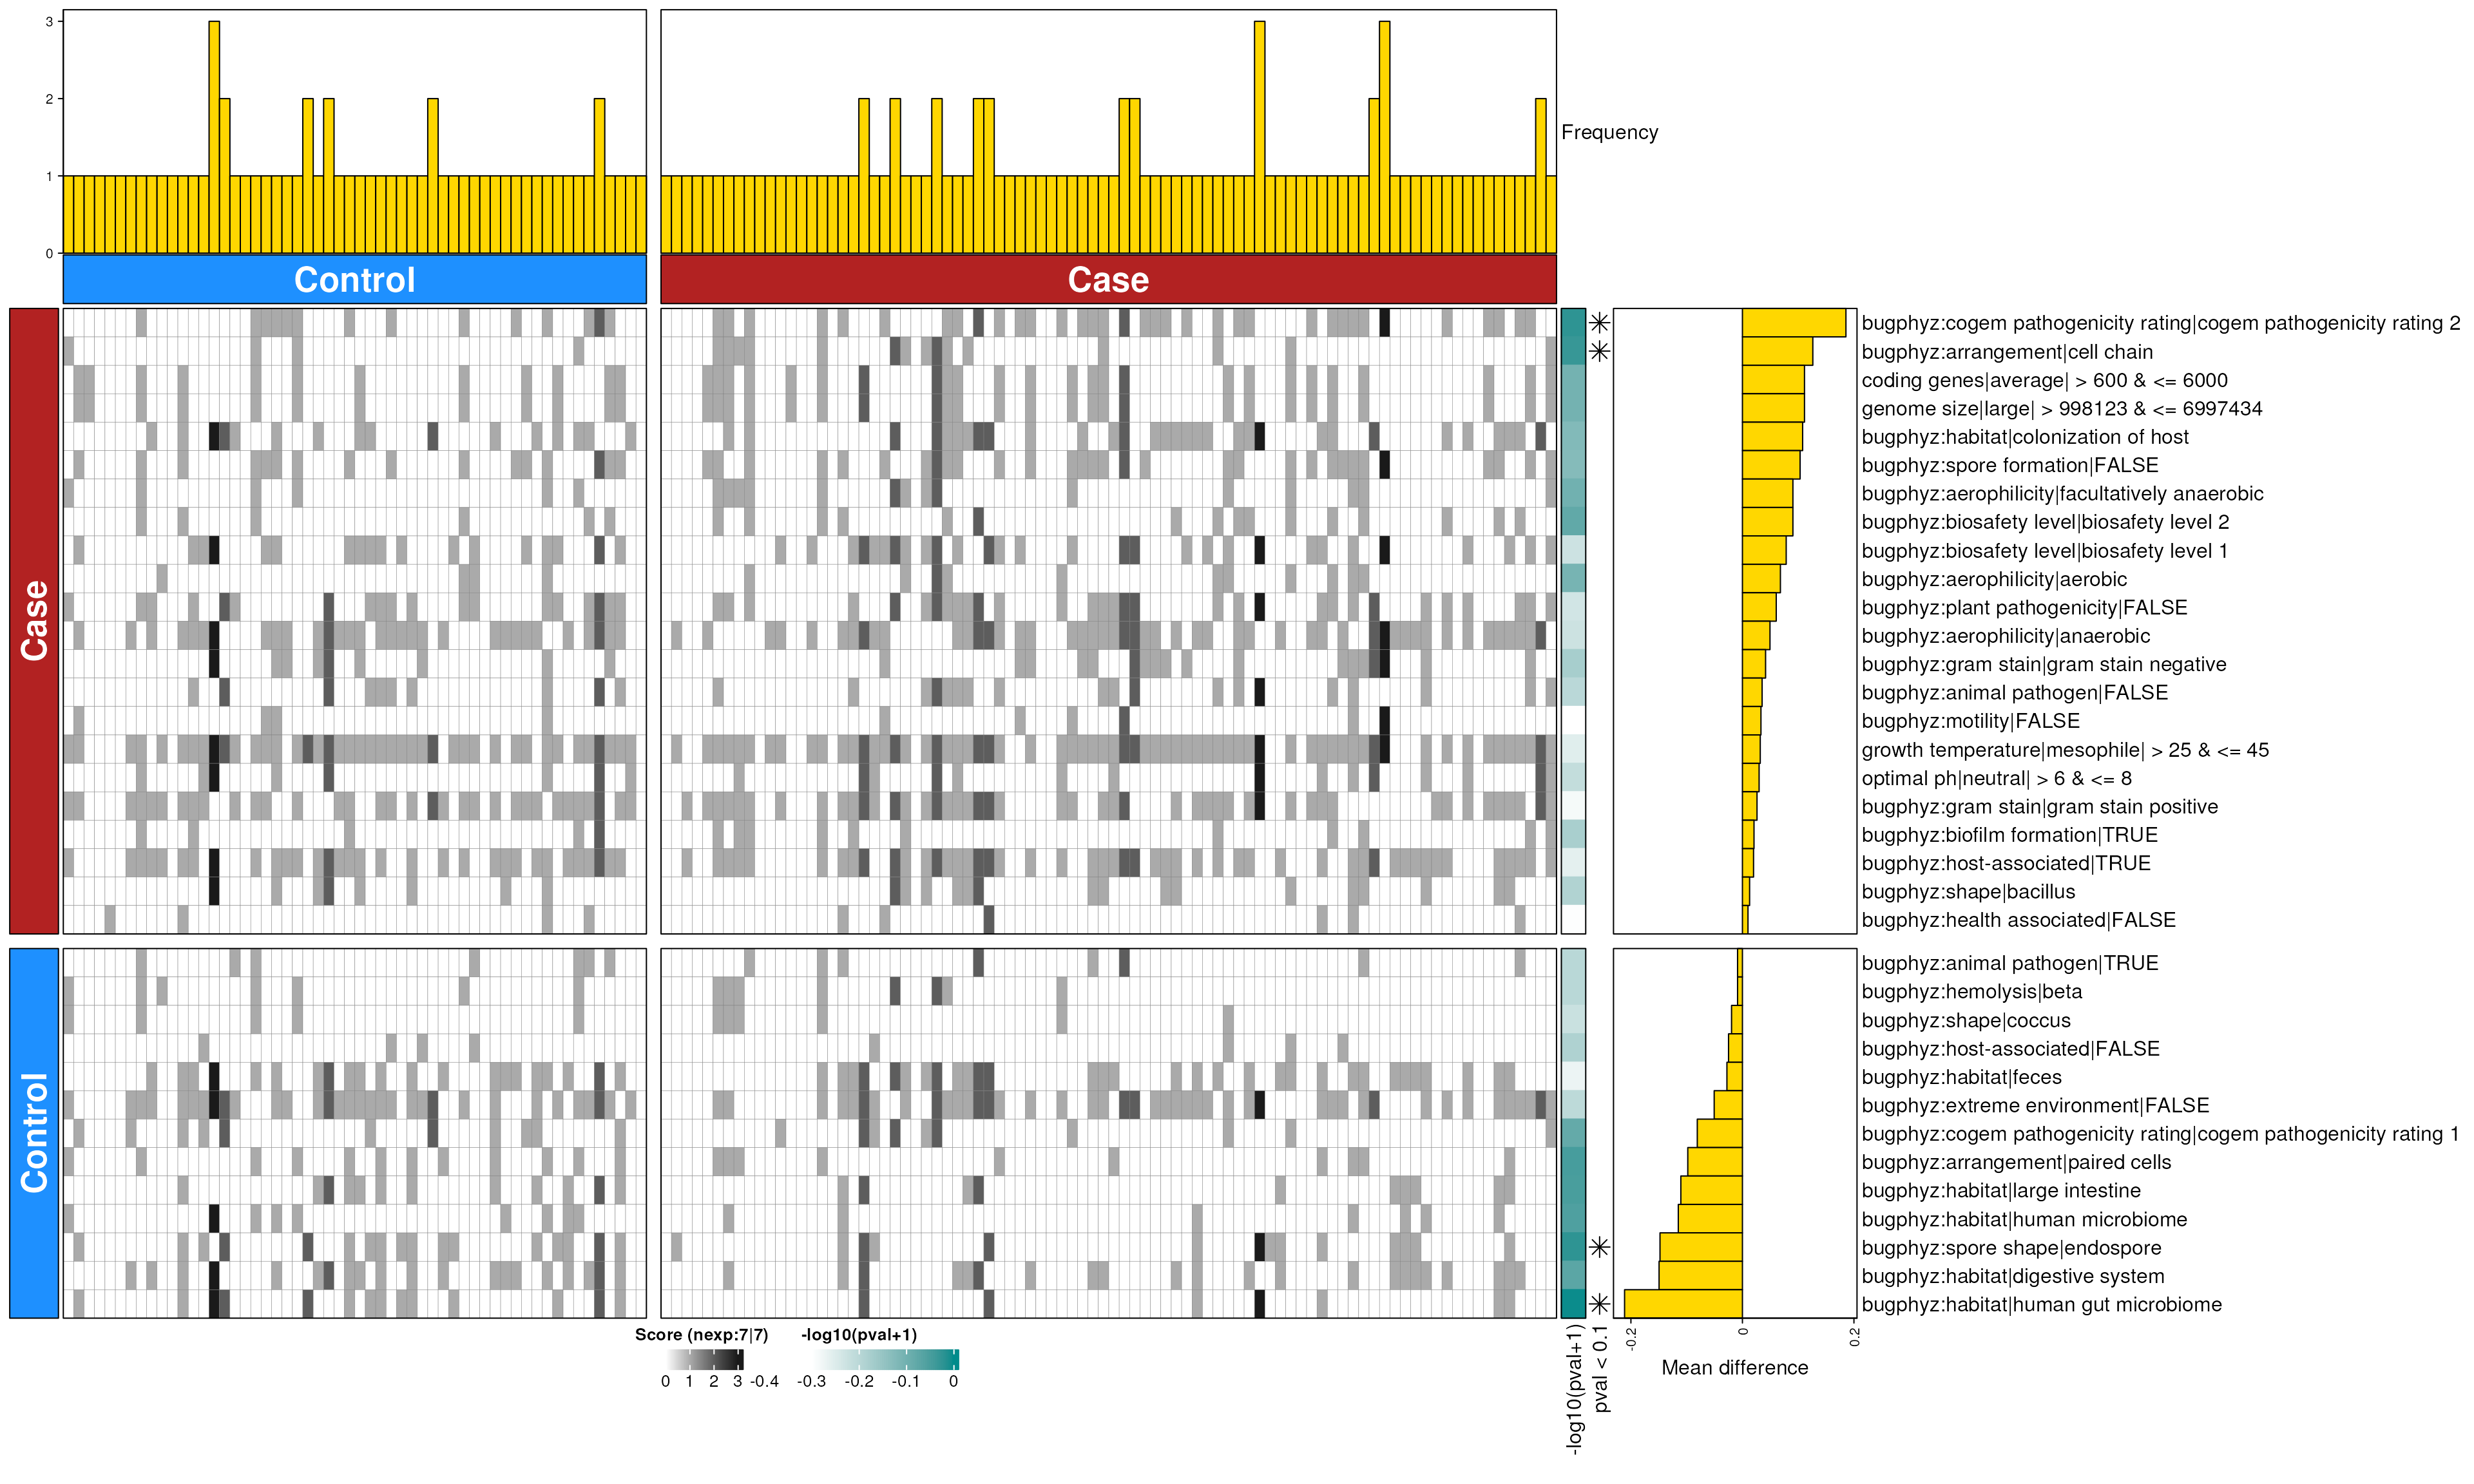 3
2
1
0
Frequency
Control
Case
Case
bugphyz:cogem pathogenicity rating|cogem pathogenicity rating 2
bugphyz:arrangement|cell chain
coding genes|average| > 600 & <= 6000
genome size|large| > 998123 & <= 6997434
bugphyz:habitat|colonization of host
bugphyz:spore formation|FALSE
bugphyz:aerophilicity|facultatively anaerobic
bugphyz:biosafety level|biosafety level 2
bugphyz:biosafety level|biosafety level 1
bugphyz:aerophilicity|aerobic
bugphyz:plant pathogenicity|FALSE
bugphyz:aerophilicity|anaerobic
bugphyz:gram stain|gram stain negative
bugphyz:animal pathogen|FALSE
bugphyz:motility|FALSE
growth temperature|mesophile| > 25 & <= 45
optimal ph|neutral| > 6 & <= 8
bugphyz:gram stain|gram stain positive
bugphyz:biofilm formation|TRUE
bugphyz:host-associated|TRUE
bugphyz:shape|bacillus
bugphyz:health associated|FALSE
Control
bugphyz:animal pathogen|TRUE
bugphyz:hemolysis|beta
bugphyz:shape|coccus
bugphyz:host-associated|FALSE
bugphyz:habitat|feces
bugphyz:extreme environment|FALSE
bugphyz:cogem pathogenicity rating|cogem pathogenicity rating 1
bugphyz:arrangement|paired cells
bugphyz:habitat|large intestine
bugphyz:habitat|human microbiome
bugphyz:spore shape|endospore
bugphyz:habitat|digestive system
bugphyz:habitat|human gut microbiome
-log10(pval+1)
pval < 0.1
-0.2 0 0.2
Mean difference
Score (nexp:7|7)
0 1 2 3
-log10(pval+1)
-0.4 -0.3 -0.2 -0.1 0